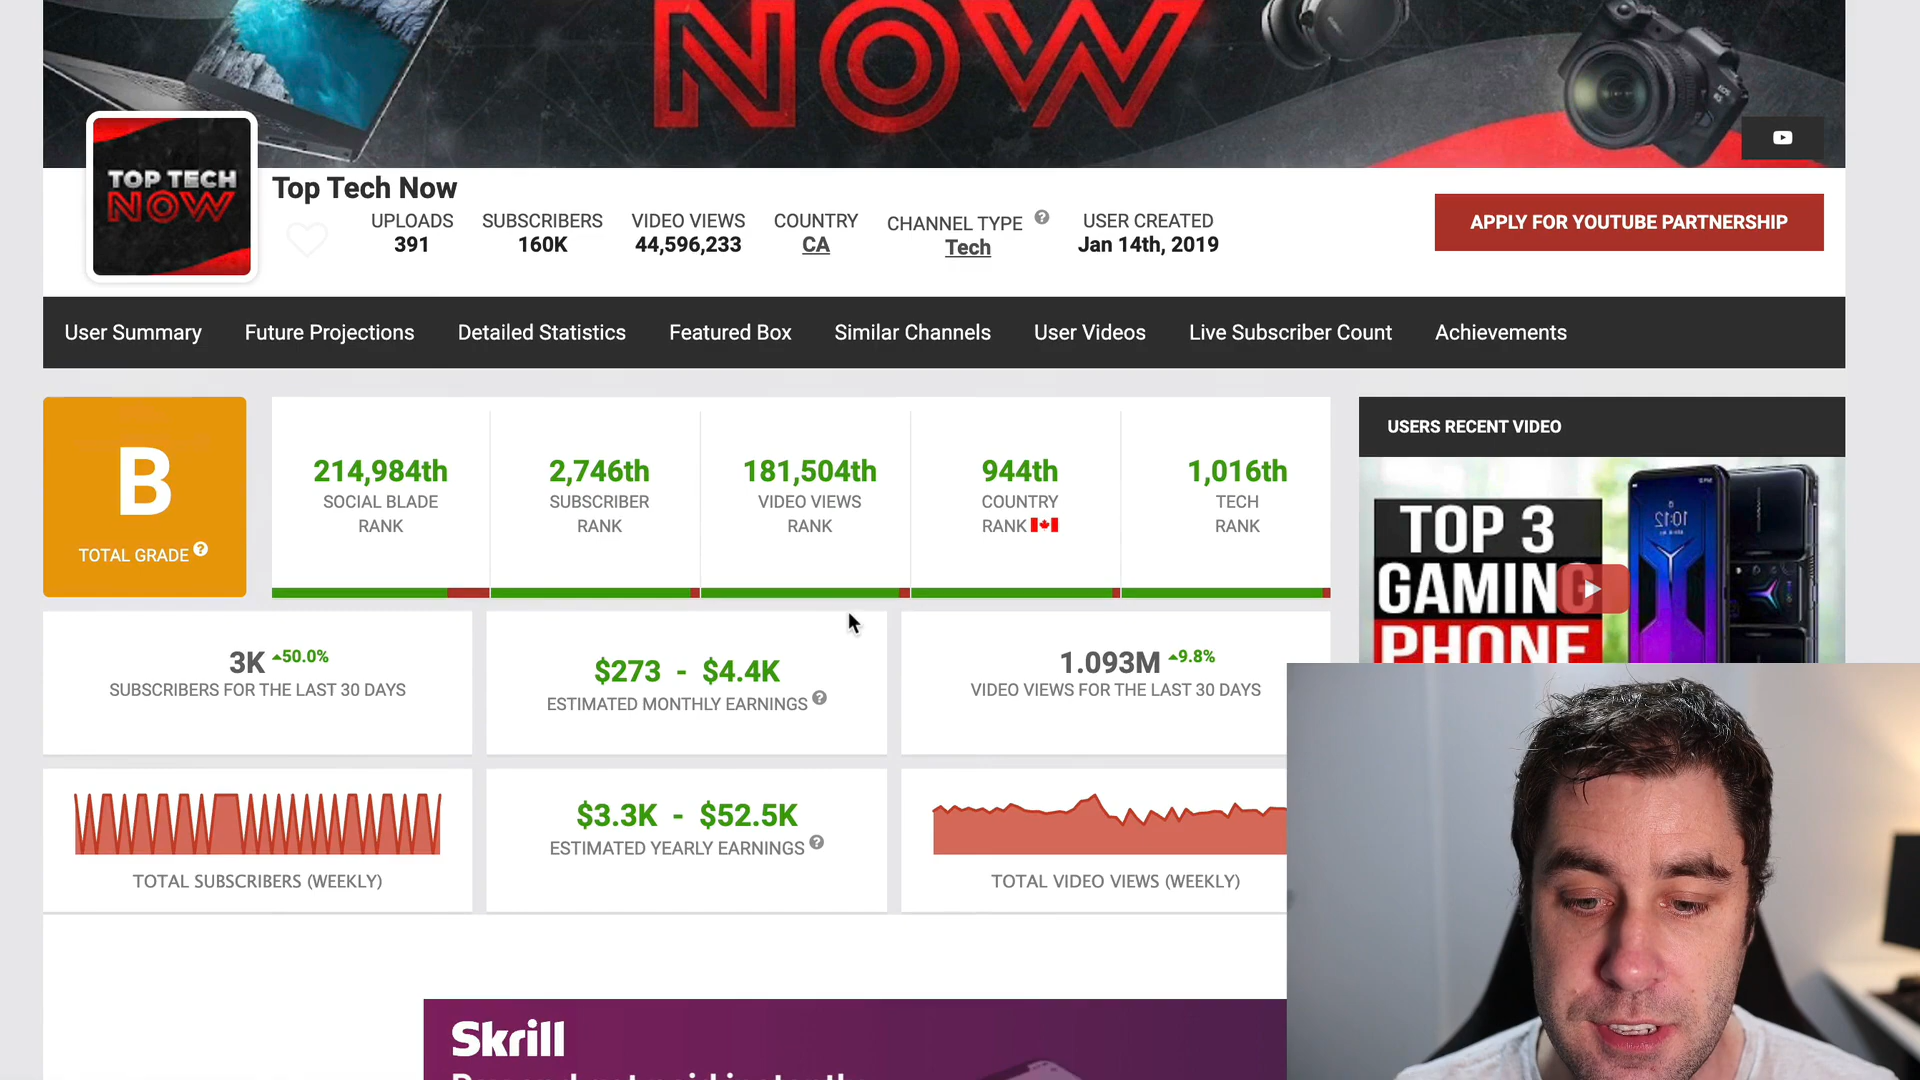 NOW
TOP TECH
NOW
Top Tech Now
UPLOADS
391
SUBSCRIBERS
160K
VIDEO VIEWS
44,596,233
COUNTRY
CA
CHANNEL TYPE ?
Tech
USER CREATED
Jan 14th, 2019
APPLY FOR YOUTUBE PARTNERSHIP
User Summary
Future Projections
Detailed Statistics
Featured Box
Similar Channels
User Videos
Live Subscriber Count
Achievements
B
TOTAL GRADE ?
214,984th
SOCIAL BLADE
RANK
2,746th
SUBSCRIBER
RANK
181,504th
VIDEO VIEWS
RANK
944th
COUNTRY
RANK
1,016th
TECH
RANK
USERS RECENT VIDEO
TOP 3
GAMING
PHONE
3K 50.0%
SUBSCRIBERS FOR THE LAST 30 DAYS
$273 - $4.4K
ESTIMATED MONTHLY EARNINGS ?
1.093M 9.8%
VIDEO VIEWS FOR THE LAST 30 DAYS
TOTAL SUBSCRIBERS (WEEKLY)
$3.3K - $52.5K
ESTIMATED YEARLY EARNINGS ?
TOTAL VIDEO VIEWS (WEEKLY)
Skrill